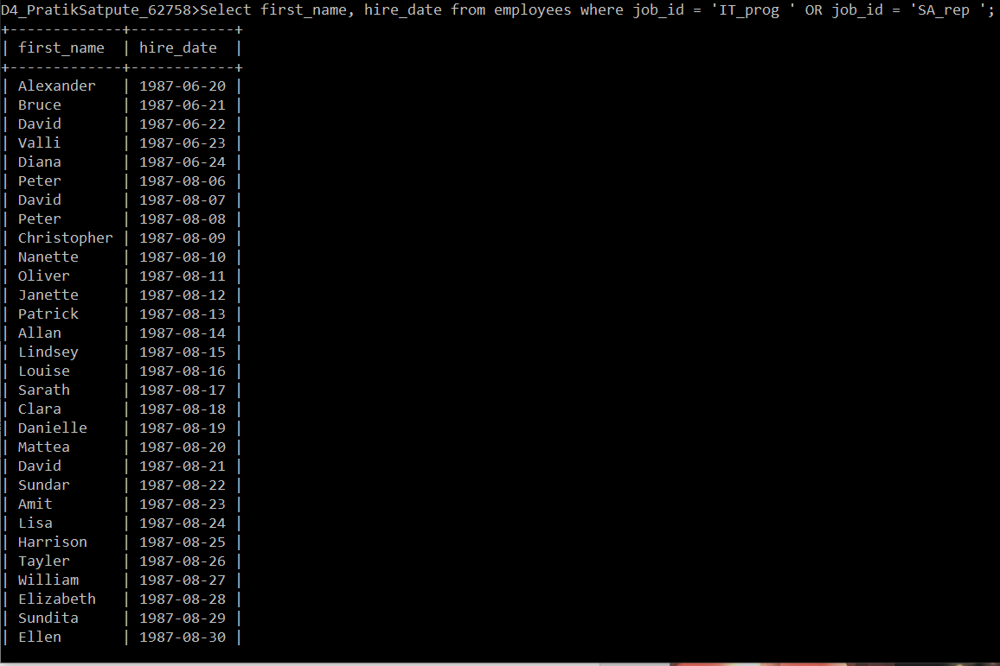 D4_PratikSatpute_62758>Select first_name, hire_date from employees where job_id = 'IT_prog ' OR job_id = 'SA_rep ';
+-------------+------------+
| first_name  | hire_date  |
+-------------+------------+
| Alexander   | 1987-06-20 |
| Bruce       | 1987-06-21 |
| David       | 1987-06-22 |
| Valli       | 1987-06-23 |
| Diana       | 1987-06-24 |
| Peter       | 1987-08-06 |
| David       | 1987-08-07 |
| Peter       | 1987-08-08 |
| Christopher | 1987-08-09 |
| Nanette     | 1987-08-10 |
| Oliver      | 1987-08-11 |
| Janette     | 1987-08-12 |
| Patrick     | 1987-08-13 |
| Allan       | 1987-08-14 |
| Lindsey     | 1987-08-15 |
| Louise      | 1987-08-16 |
| Sarath      | 1987-08-17 |
| Clara       | 1987-08-18 |
| Danielle    | 1987-08-19 |
| Mattea      | 1987-08-20 |
| David       | 1987-08-21 |
| Sundar      | 1987-08-22 |
| Amit        | 1987-08-23 |
| Lisa        | 1987-08-24 |
| Harrison    | 1987-08-25 |
| Tayler      | 1987-08-26 |
| William     | 1987-08-27 |
| Elizabeth   | 1987-08-28 |
| Sundita     | 1987-08-29 |
| Ellen       | 1987-08-30 |